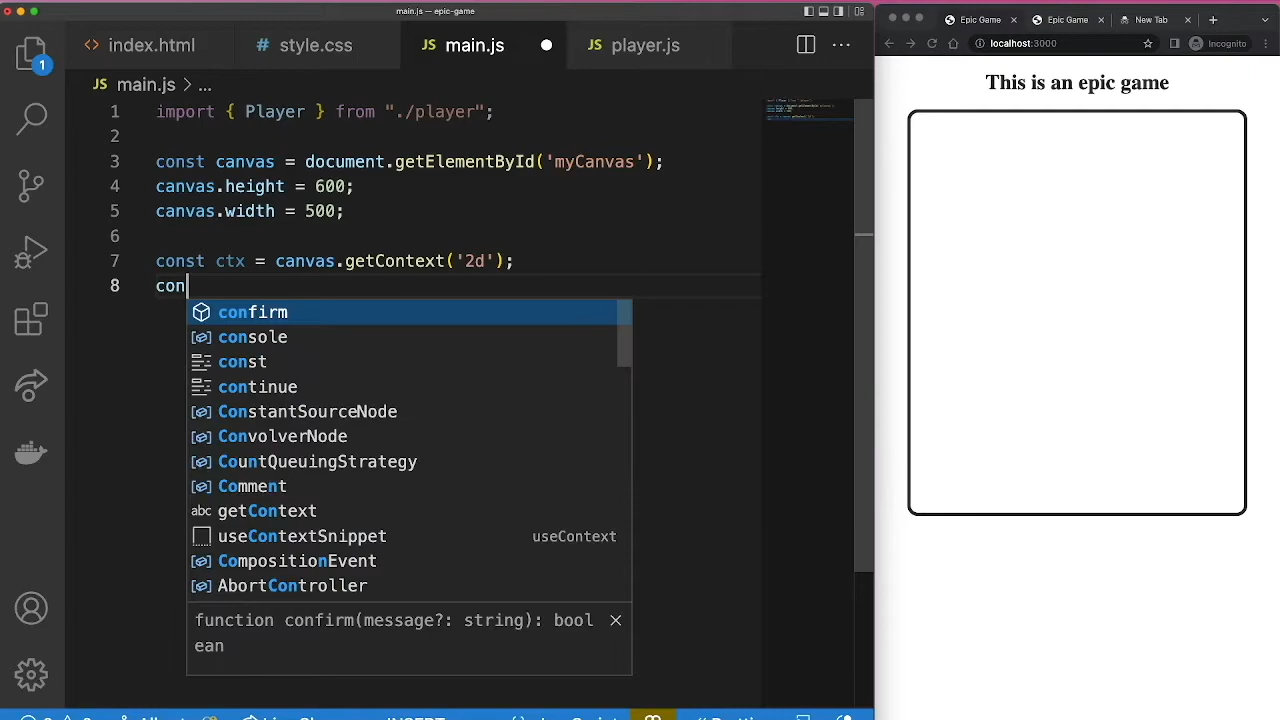 main.js — epic-game
index.html
style.css
main.js
player.js
main.js > ...
1 import { Player } from "./player";
2
3 const canvas = document.getElementById('myCanvas');
4 canvas.height = 600;
5 canvas.width = 500;
6
7 const ctx = canvas.getContext('2d');
8 con
confirm
console
const
continue
ConstantSourceNode
ConvolverNode
CountQueuingStrategy
Comment
abc getContext
useContextSnippet useContext
CompositionEvent
AbortController
function confirm(message?: string): bool
ean
1
Epic Game
Epic Game
New Tab
localhost:3000
Incognito
This is an epic game